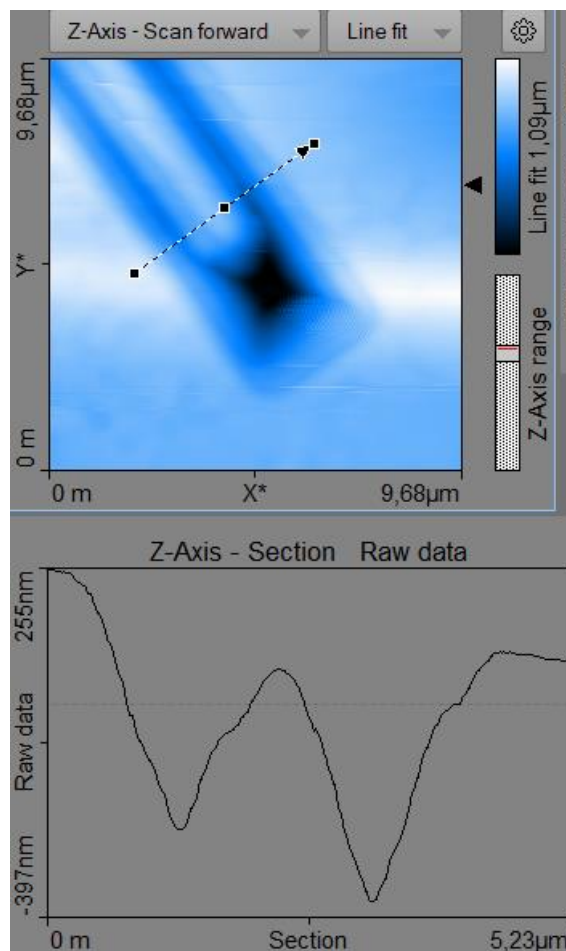 Z-Axis - Scan forward
Line fit
9,68µm
Y*
0 m
0 m
X*
9,68µm
Line fit 1,09µm
Z-Axis range
Z-Axis - Section Raw data
255nm
Raw data
-397nm
0 m
Section
5,23µm